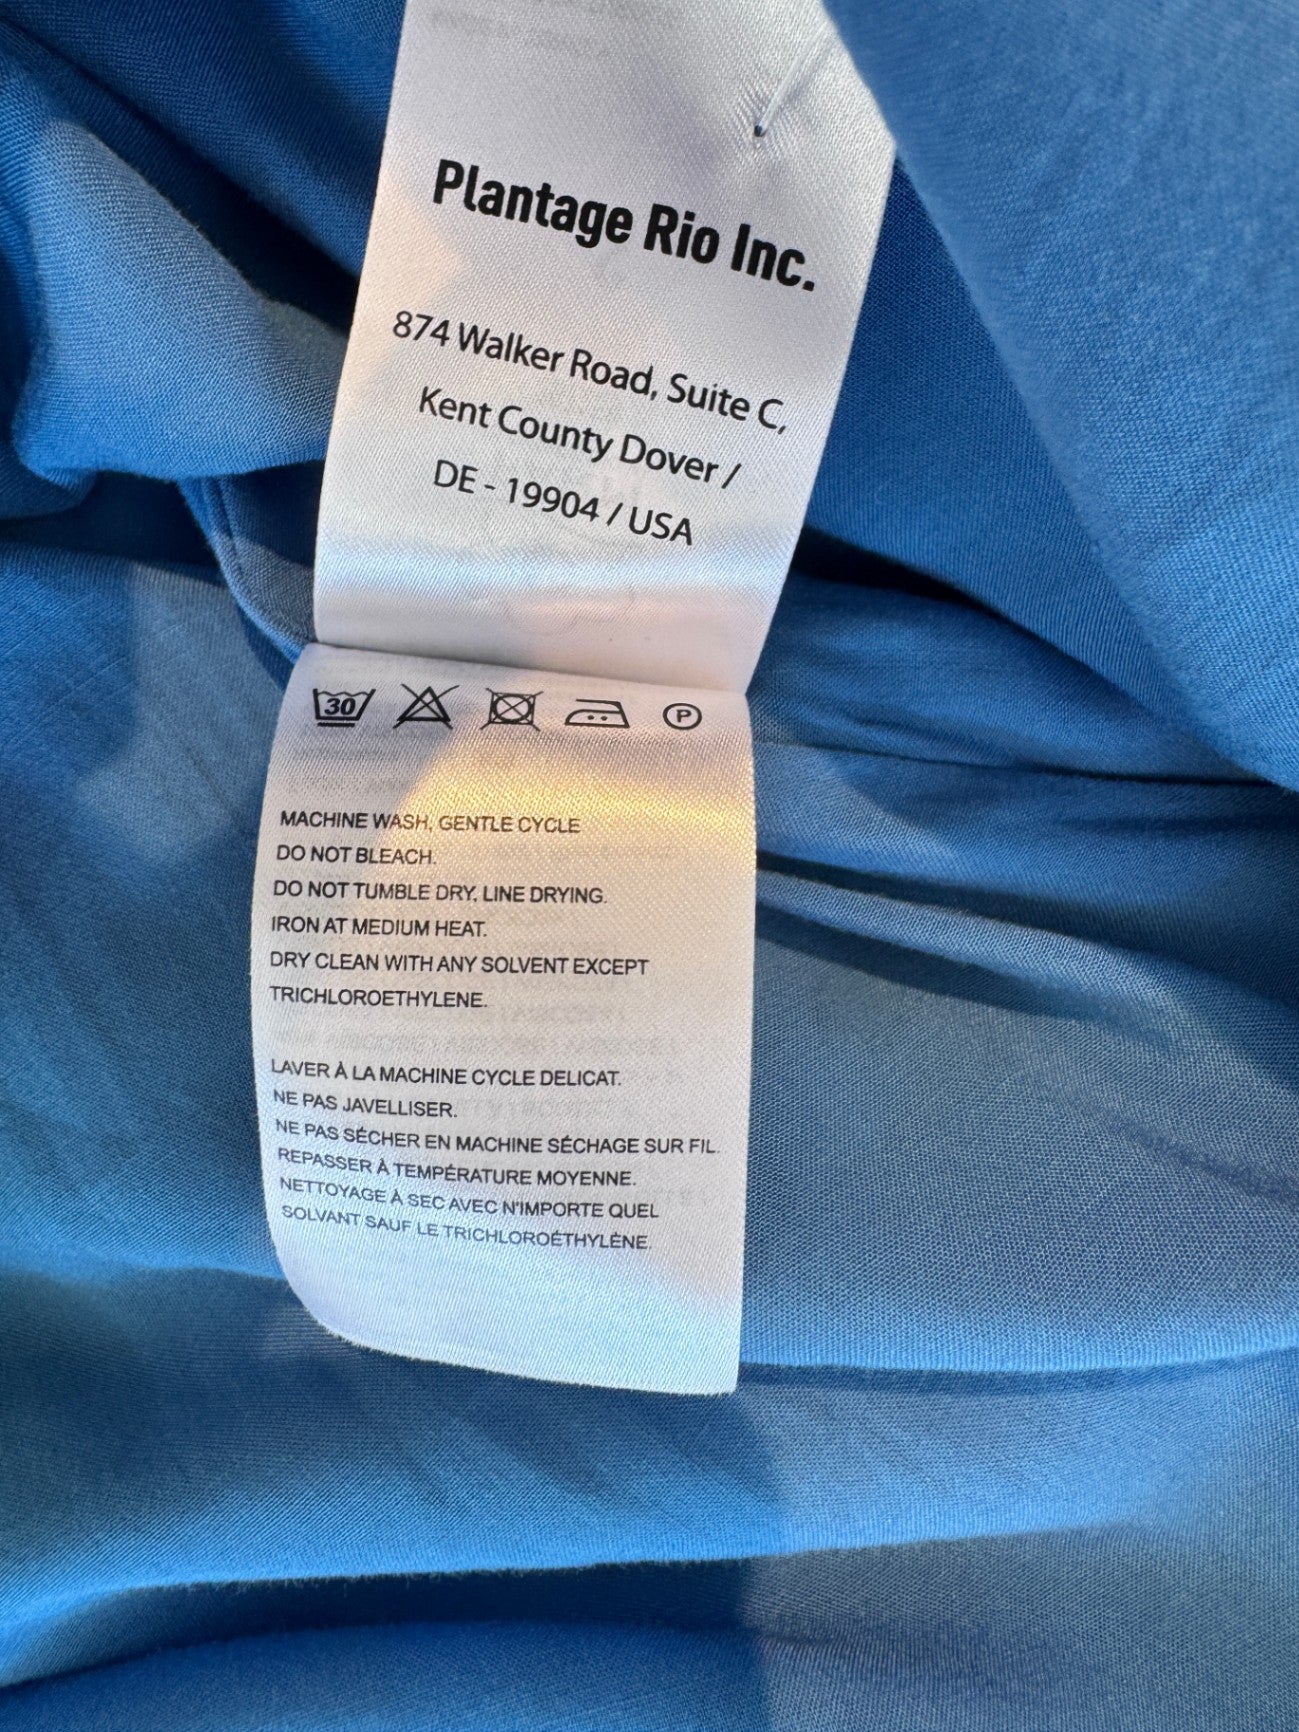 Plantage Rio Inc.
874 Walker Road, Suite C,
Kent County Dover /
DE - 19904 / USA
30
P
MACHINE WASH, GENTLE CYCLE
DO NOT BLEACH.
DO NOT TUMBLE DRY, LINE DRYING.
IRON AT MEDIUM HEAT.
DRY CLEAN WITH ANY SOLVENT EXCEPT
TRICHLOROETHYLENE.
LAVER À LA MACHINE CYCLE DELICAT.
NE PAS JAVELLISER.
NE PAS SÉCHER EN MACHINE SÉCHAGE SUR FIL.
REPASSER À TEMPÉRATURE MOYENNE.
NETTOYAGE À SEC AVEC N'IMPORTE QUEL
SOLVANT SAUF LE TRICHLOROÉTHYLÈNE.